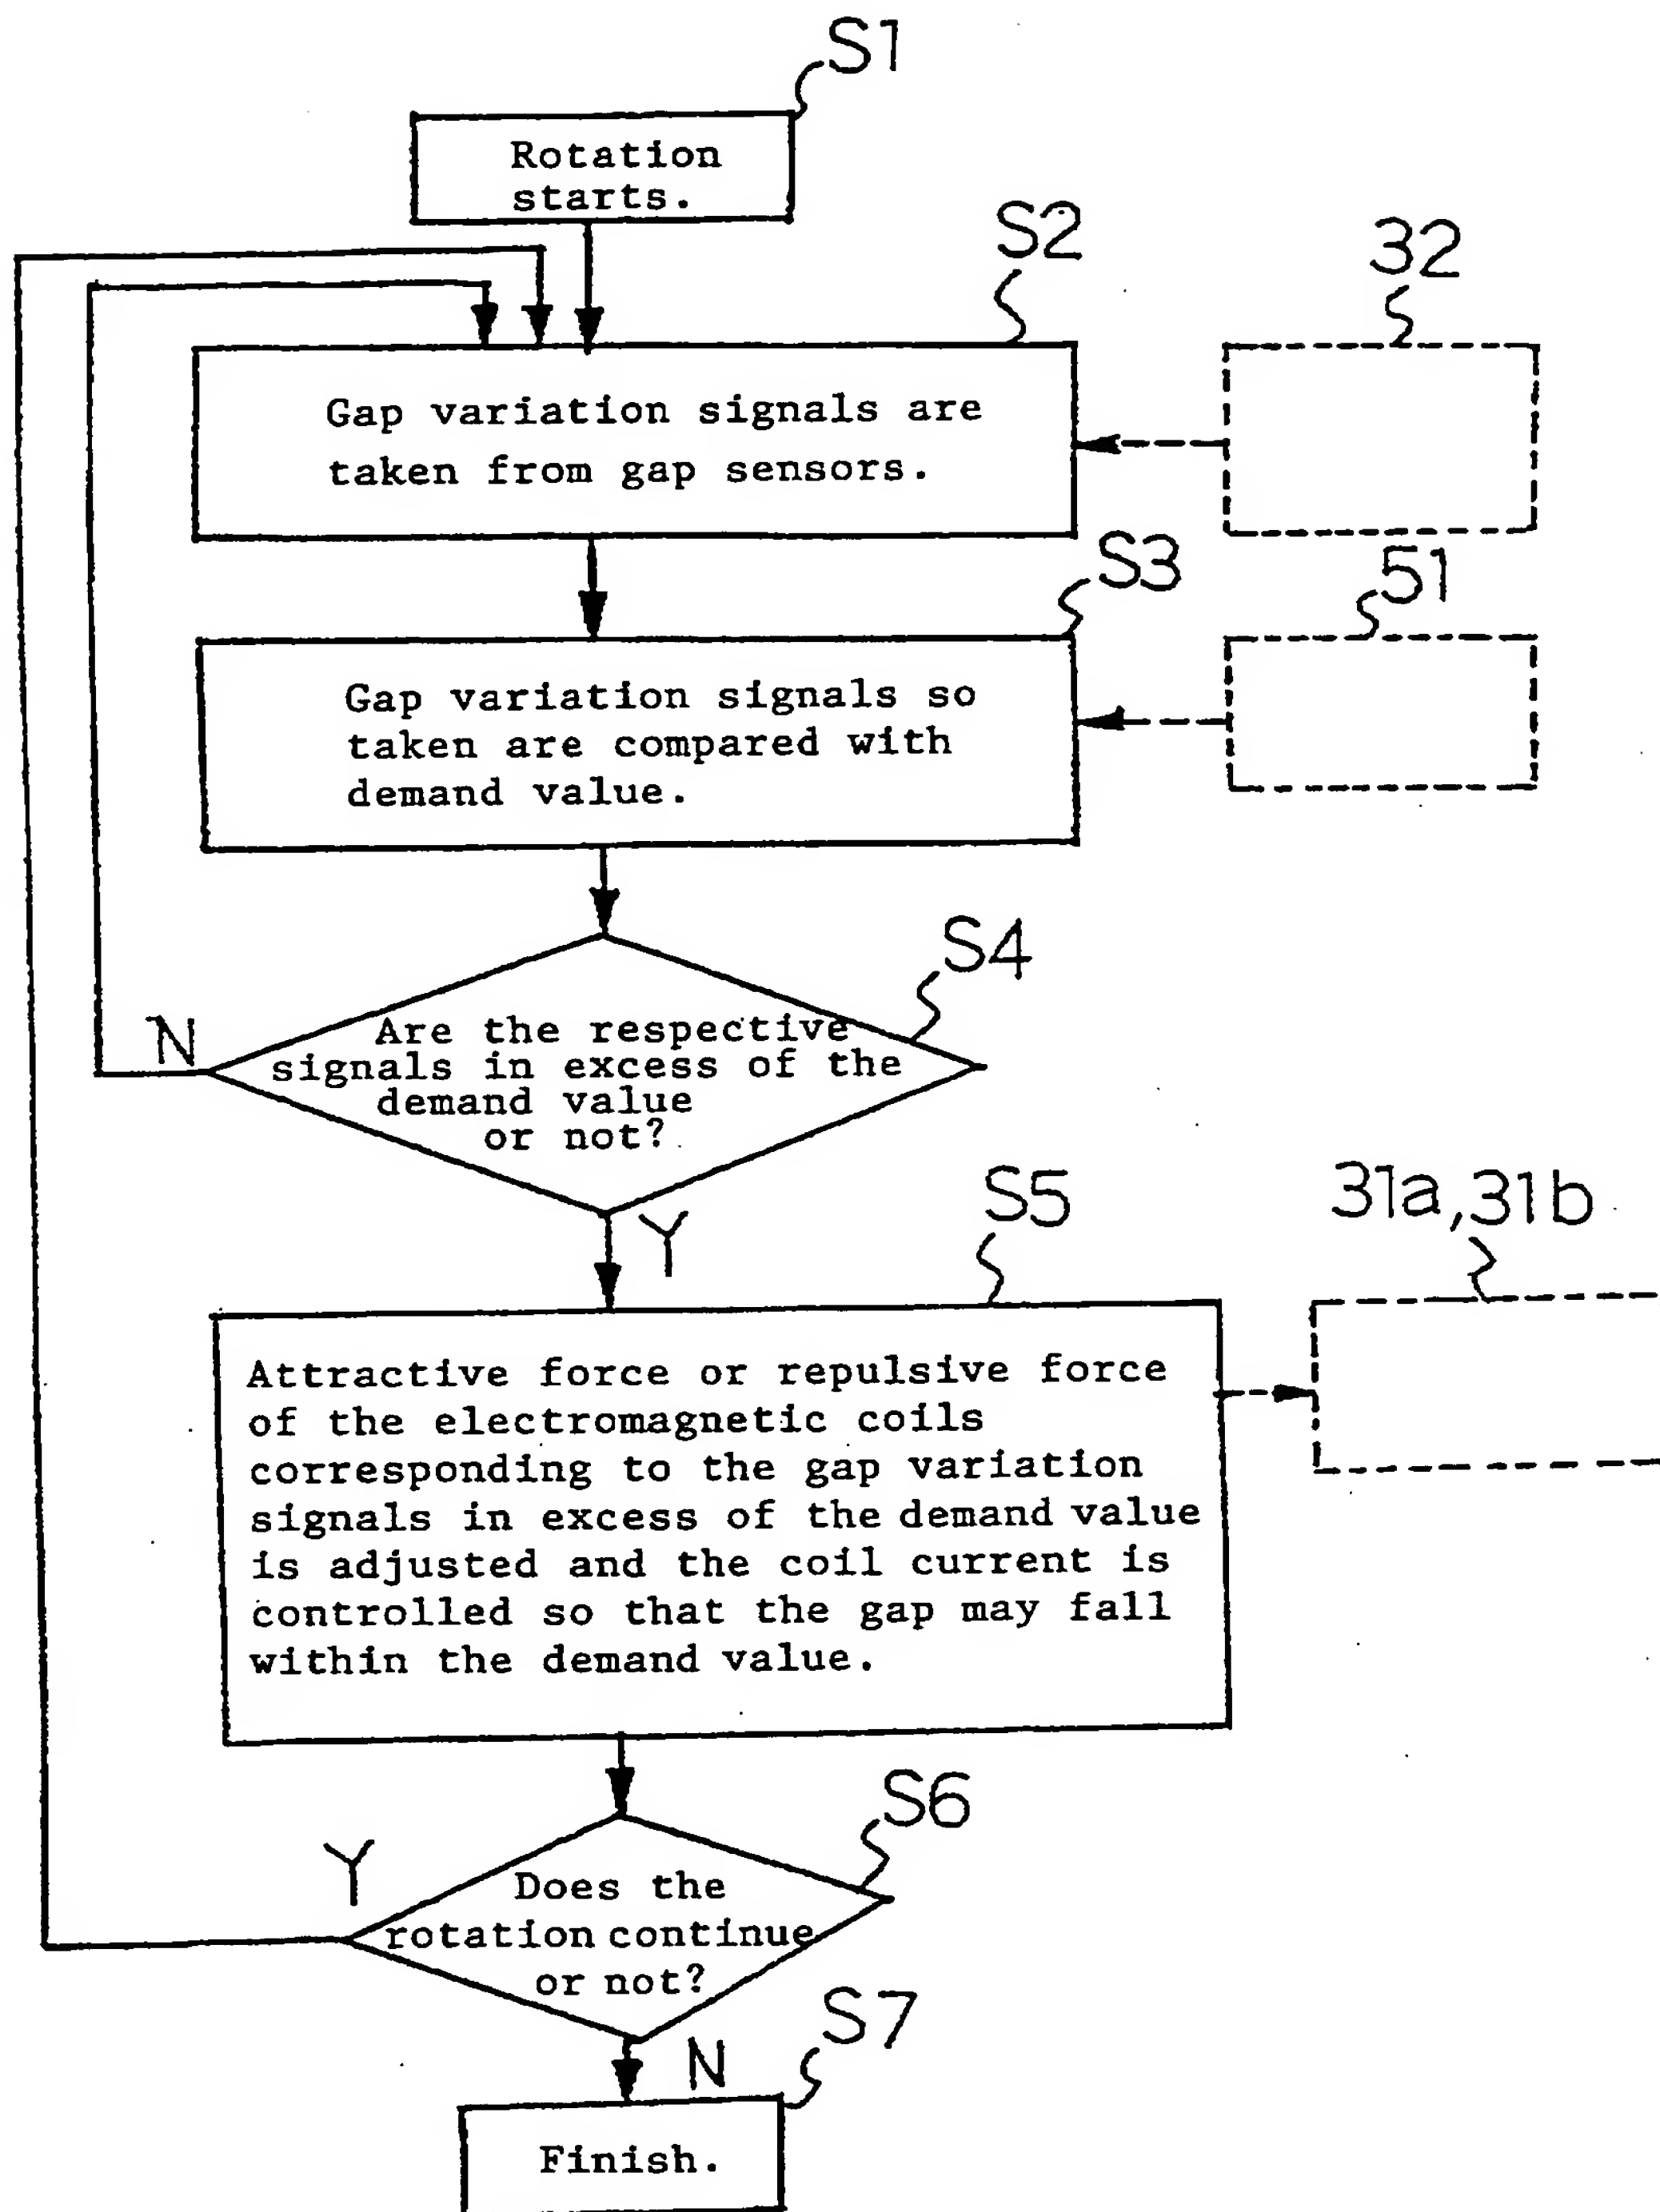 S1
Rotation
starts.
S2
32
Gap variation signals are
taken from gap sensors.
S3
51
Gap variation signals so
taken are compared with
demand value.
S4
N
Are the respective
signals in excess of the
demand value
or not?
Y
S5
31a, 31b
Attractive force or repulsive force
of the electromagnetic coils
corresponding to the gap variation
signals in excess of the demand value
is adjusted and the coil current is
controlled so that the gap may fall
within the demand value.
S6
Y
Does the
rotation continue
or not?
S7
N
Finish.